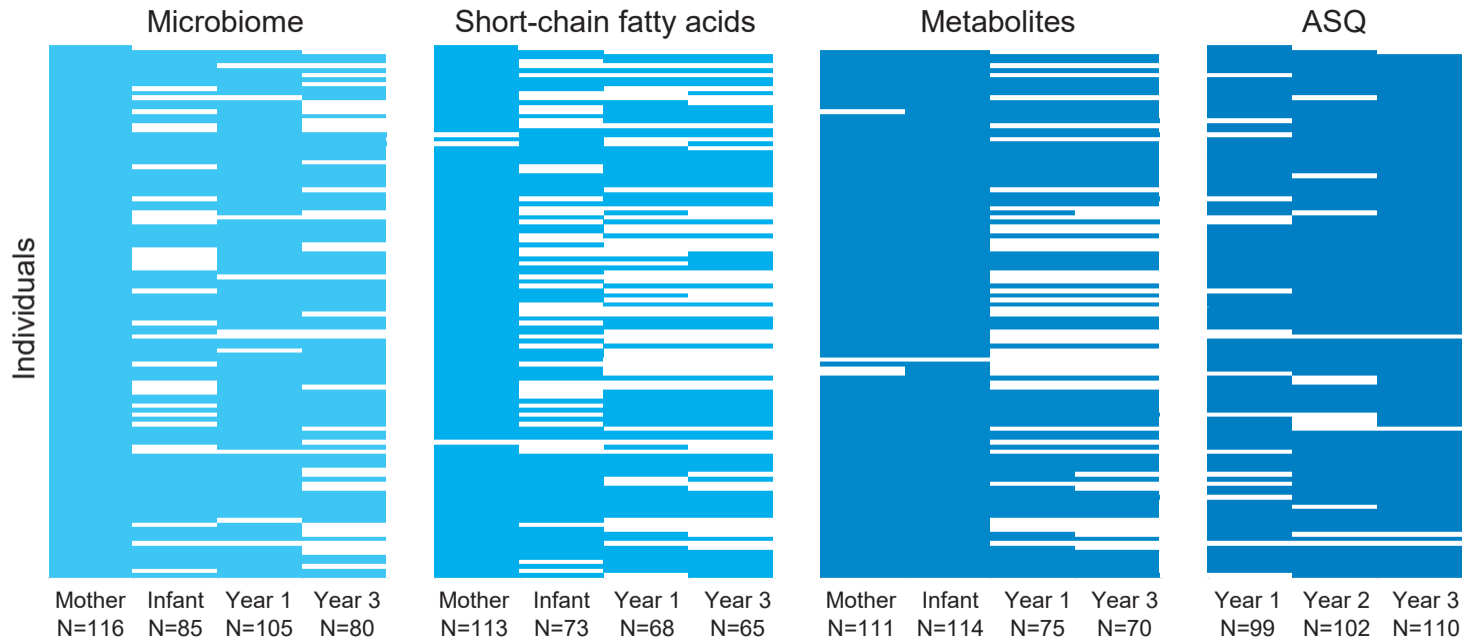 Microbiome
Short-chain fatty acids
Metabolites
ASQ
Individuals
Mother Infant Year 1 Year 3
N=116 N=85 N=105 N=80
Mother Infant Year 1 Year 3
N=113 N=73 N=68 N=65
Mother Infant Year 1 Year 3
N=111 N=114 N=75 N=70
Year 1 Year 2 Year 3
N=99 N=102 N=110